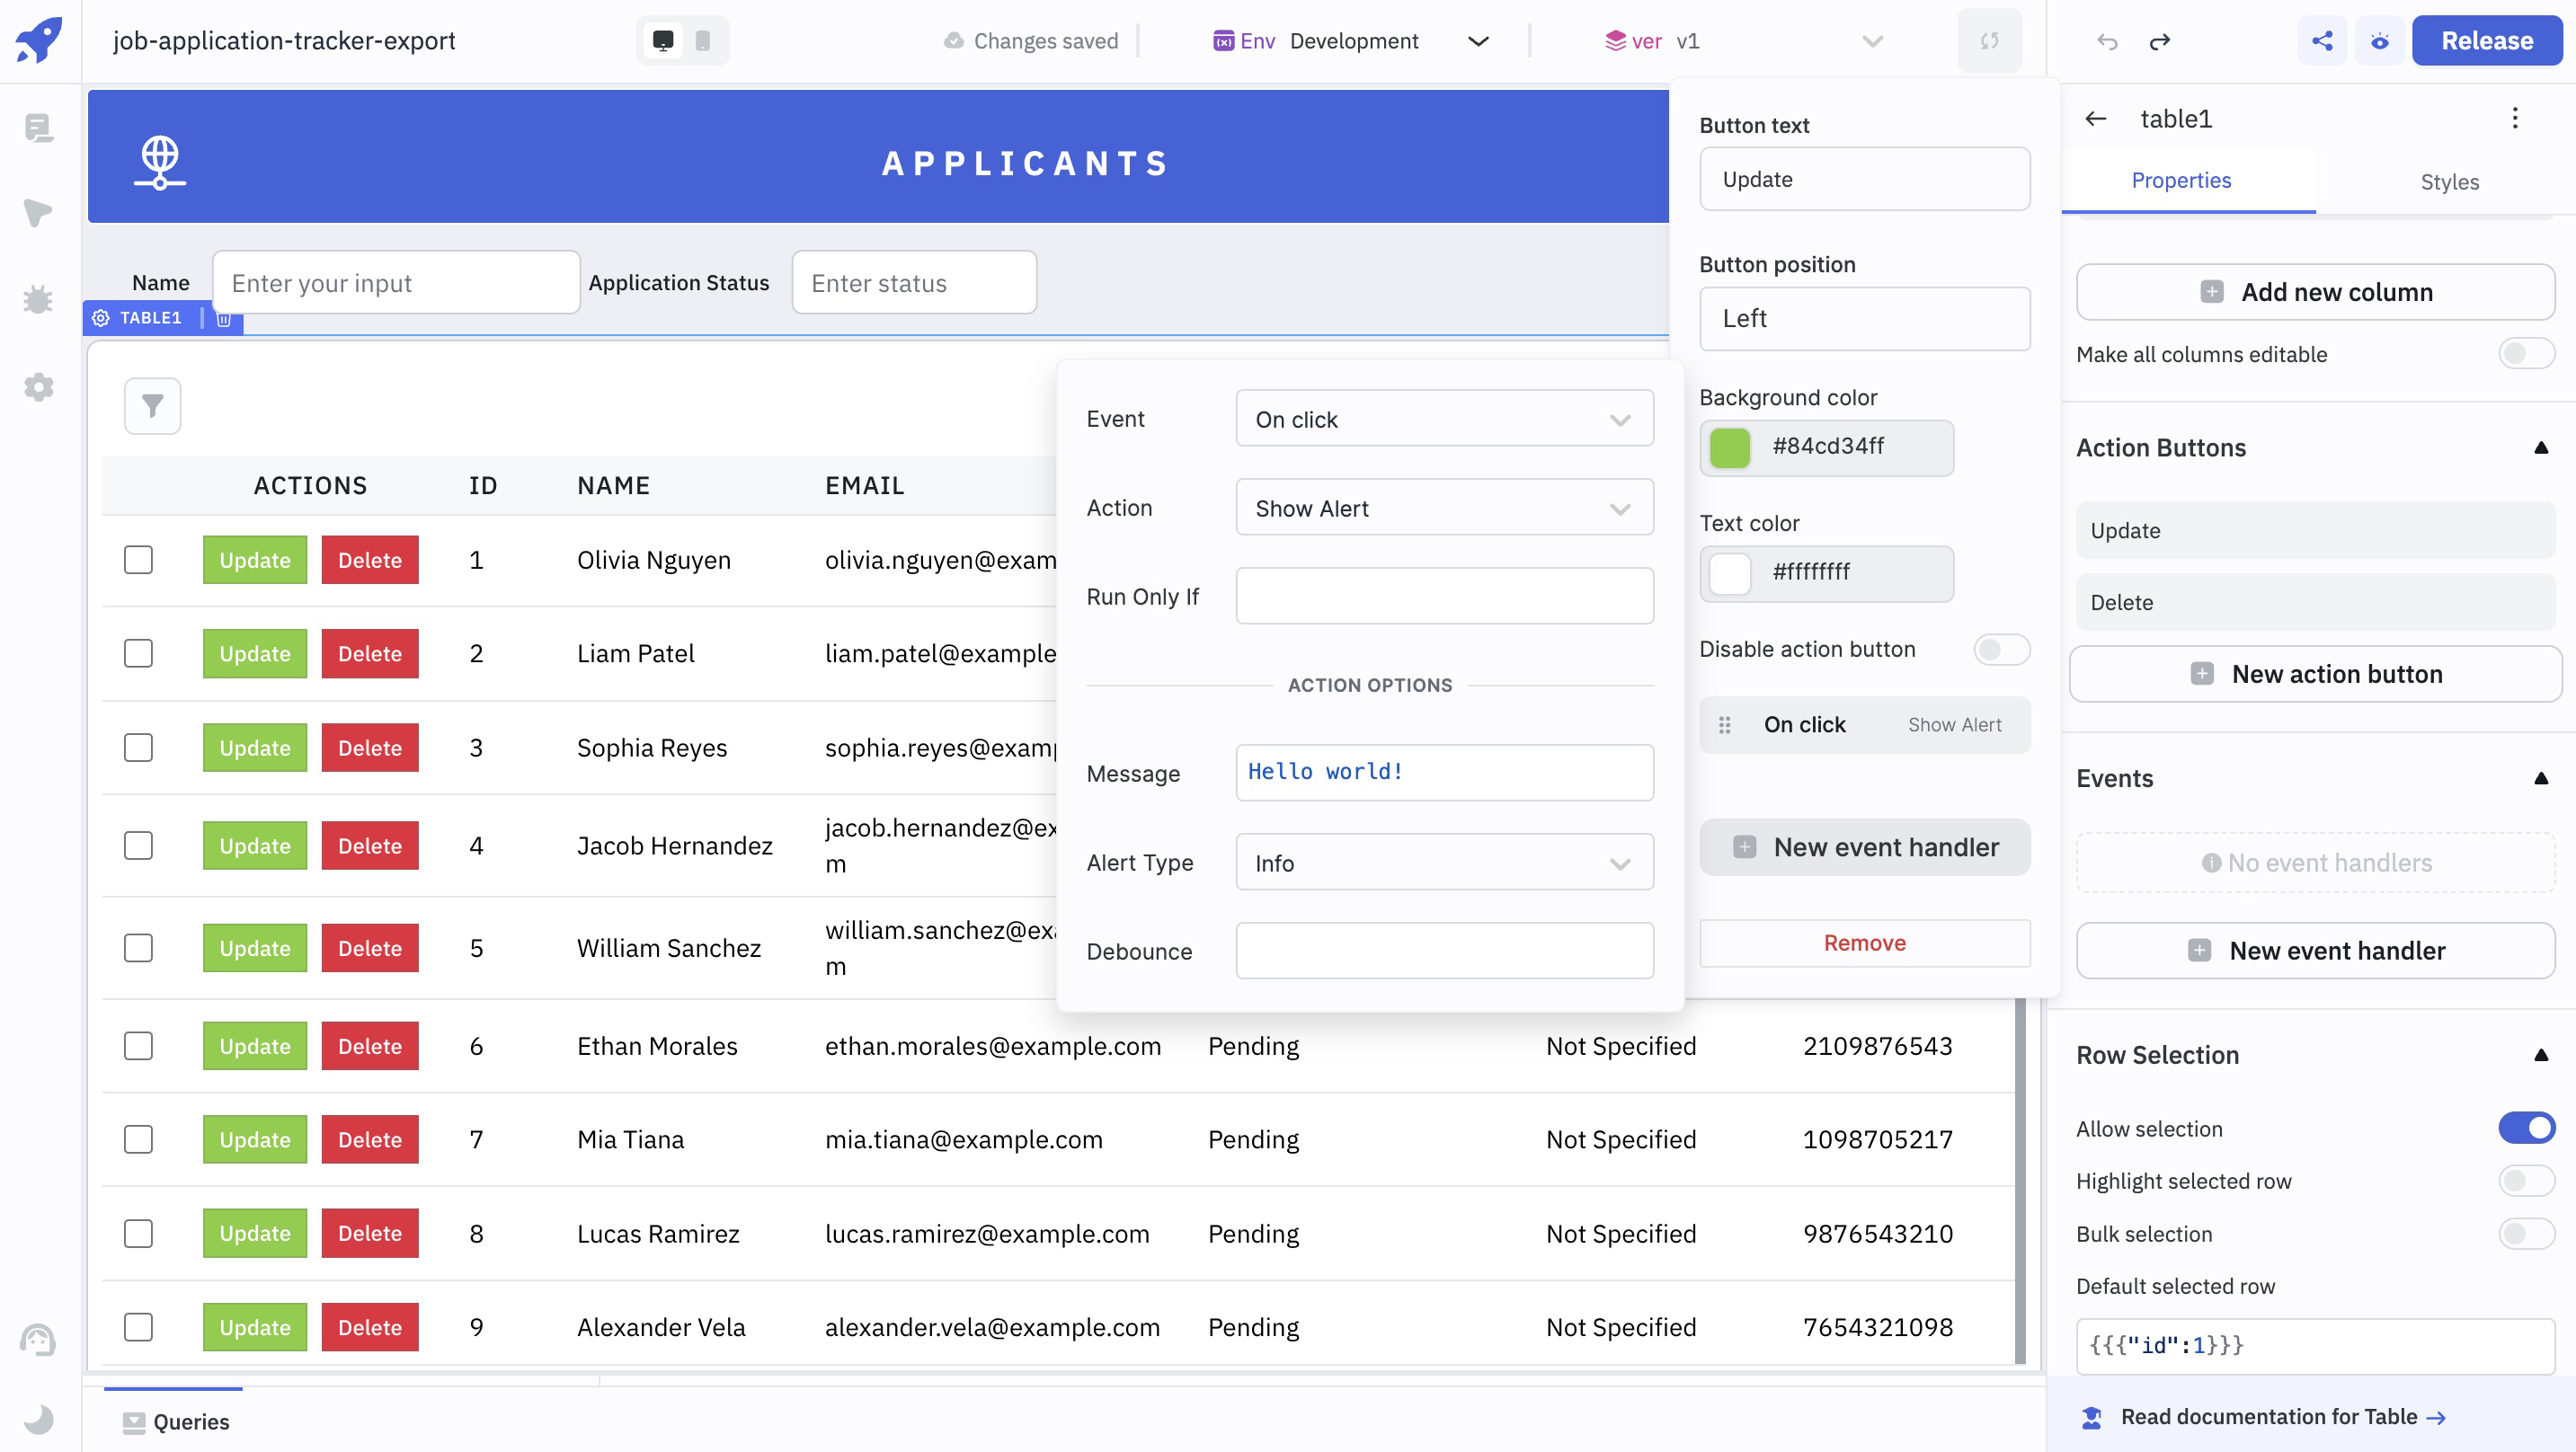 job-application-tracker-export
Changes saved
Env Development
ver v1
Release
APPLICANTS
Name
Enter your input
Application Status
Enter status
TABLE1
ACTIONS ID NAME EMAIL
Update Delete 1 Olivia Nguyen olivia.nguyen@exam
Update Delete 2 Liam Patel liam.patel@example
Update Delete 3 Sophia Reyes sophia.reyes@examp
Update Delete 4 Jacob Hernandez jacob.hernandez@ex
m
Update Delete 5 William Sanchez william.sanchez@exa
m
Update Delete 6 Ethan Morales ethan.morales@example.com Pending Not Specified 2109876543
Update Delete 7 Mia Tiana mia.tiana@example.com Pending Not Specified 1098705217
Update Delete 8 Lucas Ramirez lucas.ramirez@example.com Pending Not Specified 9876543210
Update Delete 9 Alexander Vela alexander.vela@example.com Pending Not Specified 7654321098
Queries
Event On click
Action Show Alert
Run Only If
ACTION OPTIONS
Message Hello world!
Alert Type Info
Debounce
Button text
Update
Button position
Left
Background color
#84cd34ff
Text color
#ffffffff
Disable action button
On click Show Alert
New event handler
Remove
table1
Properties Styles
Add new column
Make all columns editable
Action Buttons
Update
Delete
New action button
Events
No event handlers
New event handler
Row Selection
Allow selection
Highlight selected row
Bulk selection
Default selected row
{{{"id":1}}}
Read documentation for Table →